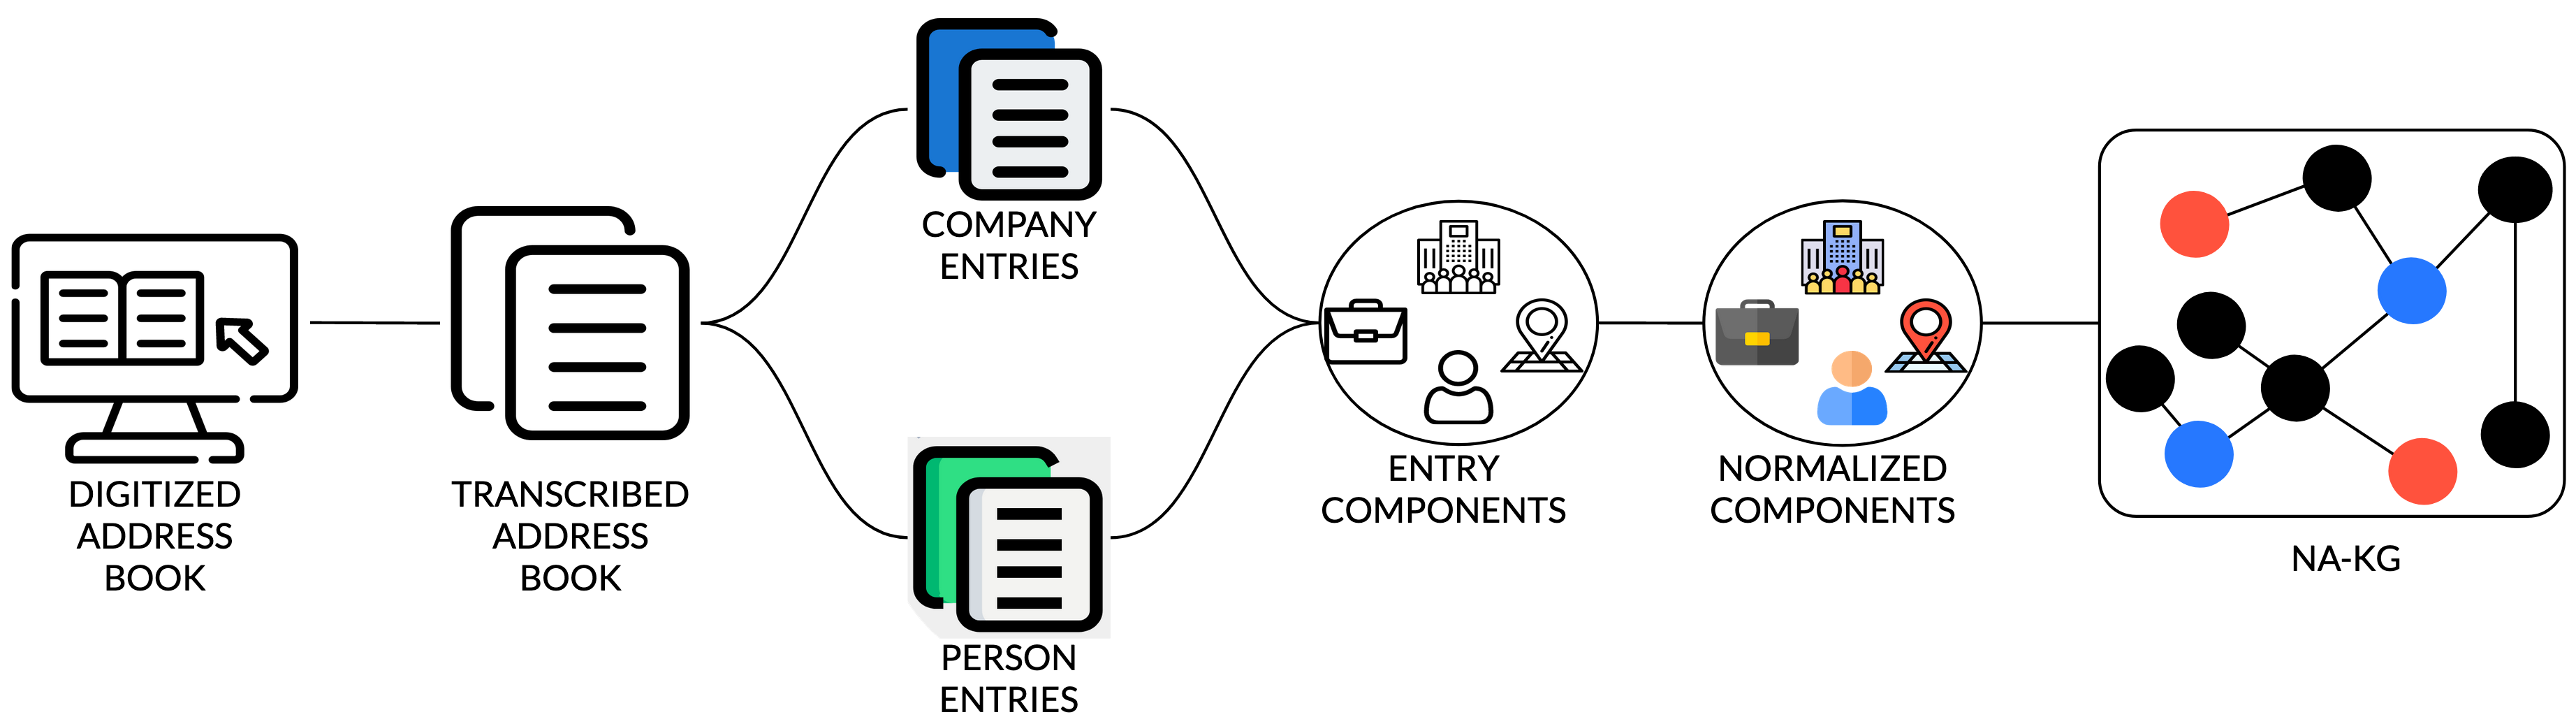 DIGITIZED
ADDRESS
BOOK
TRANSCRIBED
ADDRESS
BOOK
COMPANY
ENTRIES
PERSON
ENTRIES
ENTRY
COMPONENTS
NORMALIZED
COMPONENTS
NA-KG